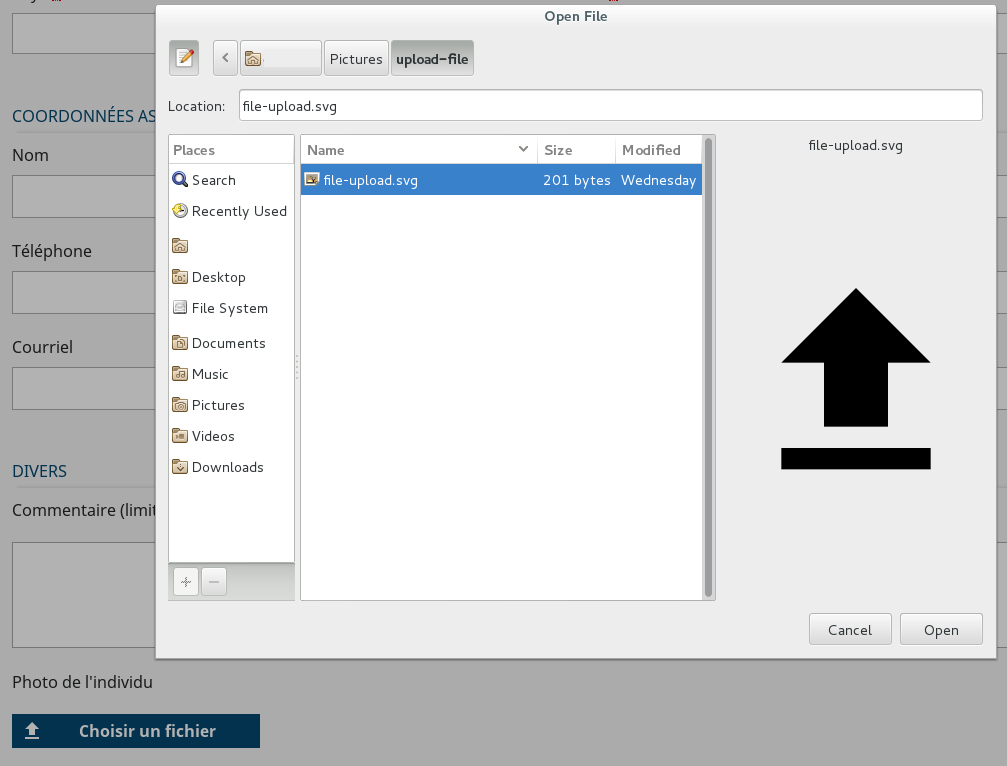 Open File
Pictures
upload-file
Location:
file-upload.svg
Places
Search
Recently Used
Desktop
File System
Documents
Music
Pictures
Videos
Downloads
Name
Size
Modified
file-upload.svg
201 bytes
Wednesday
file-upload.svg
Cancel
Open
COORDONNÉES AS
Nom
Téléphone
Courriel
DIVERS
Commentaire (limit
Photo de l'individu
Choisir un fichier